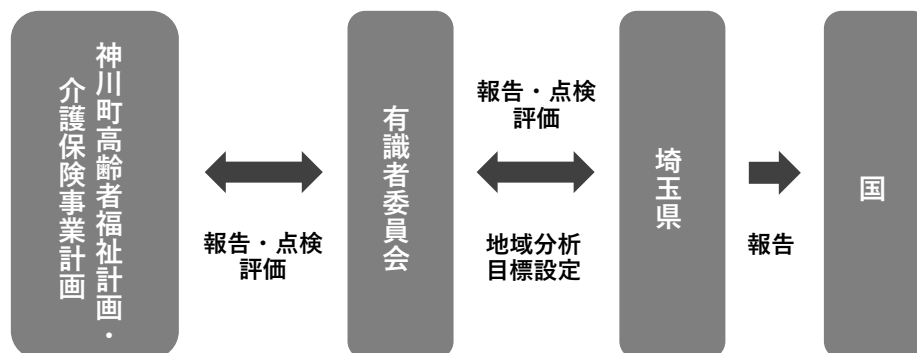 神川町高齢者福祉計画・
介護保険事業計画
報告・点検
評価
有識者委員会
報告・点検
評価
地域分析
目標設定
埼玉県
報告
国